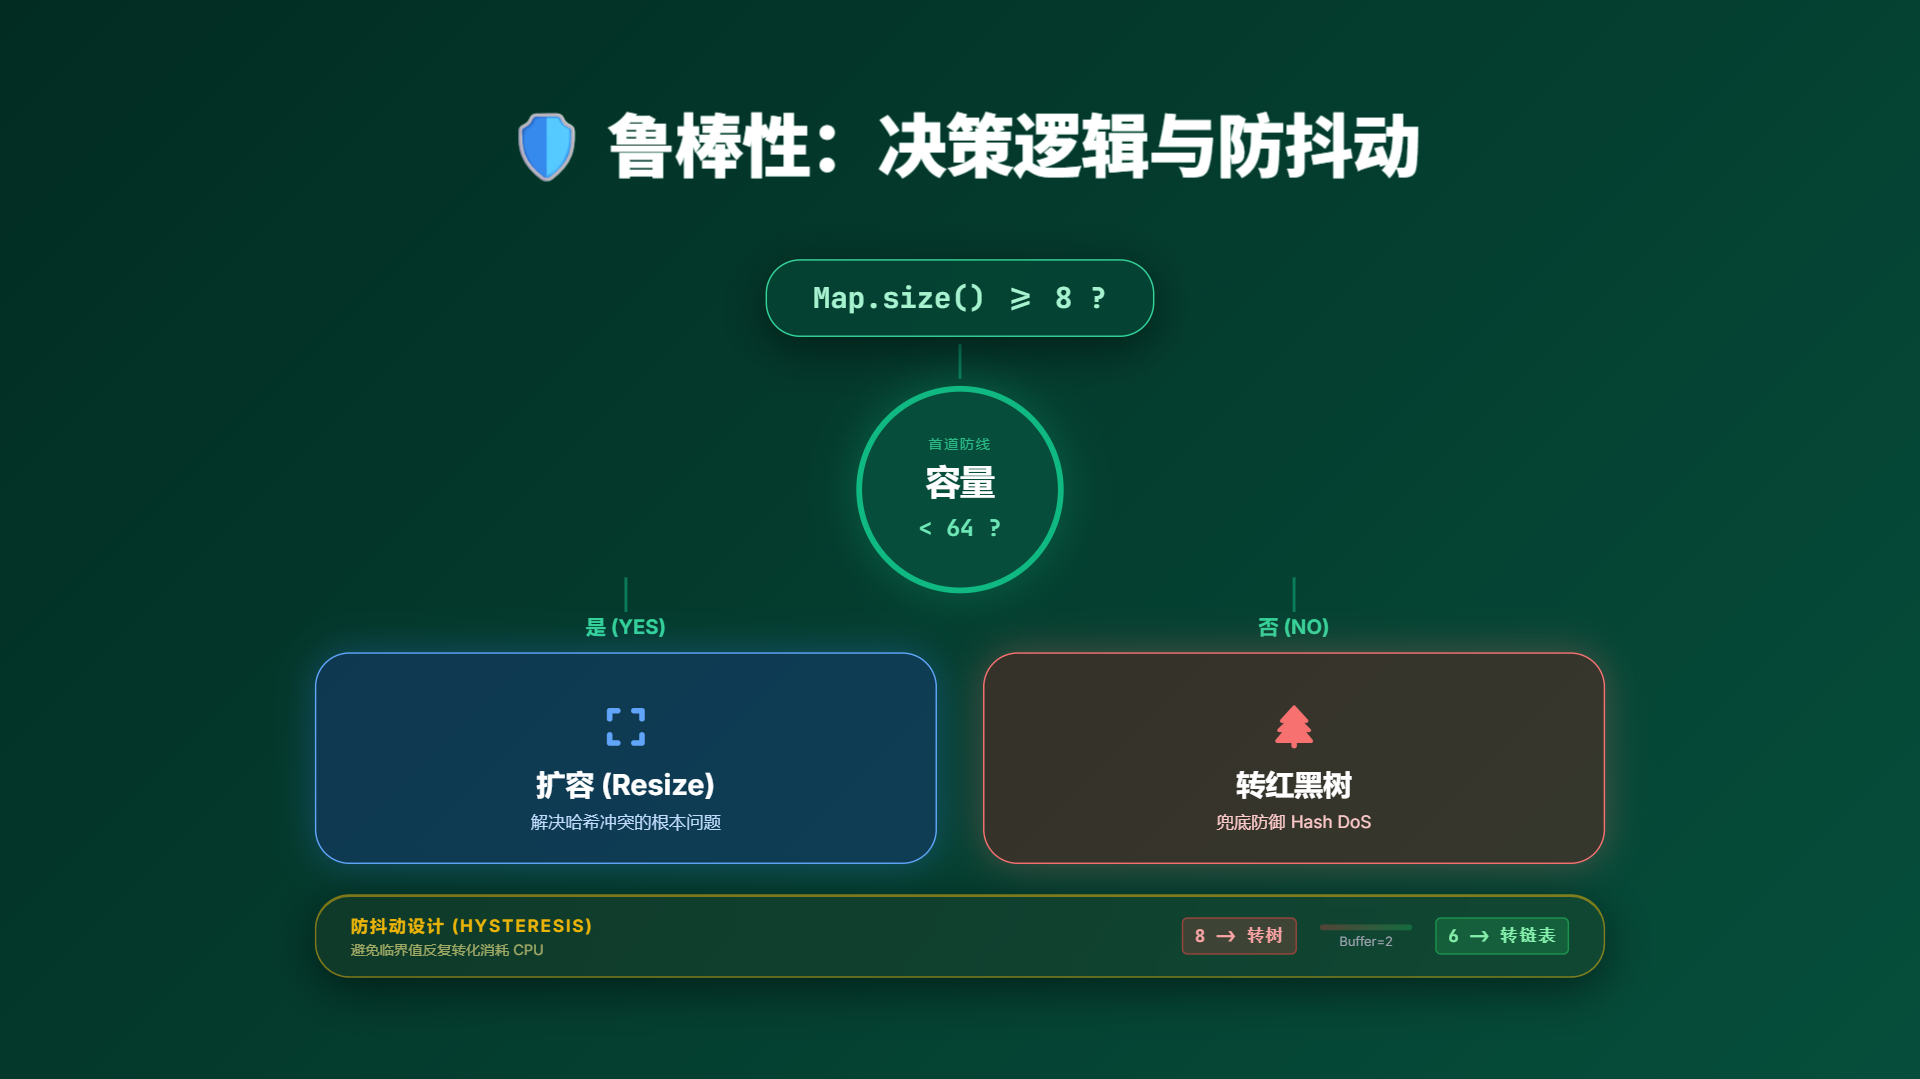 鲁棒性：决策逻辑与防抖动
Map.size() ≥ 8 ?
首道防线
容量
< 64 ?
是 (YES)
否 (NO)
扩容 (Resize)
解决哈希冲突的根本问题
转红黑树
兜底防御 Hash DoS
防抖动设计 (HYSTERESIS)
避免临界值反复转化消耗 CPU
8 → 转树
Buffer=2
6 → 转链表